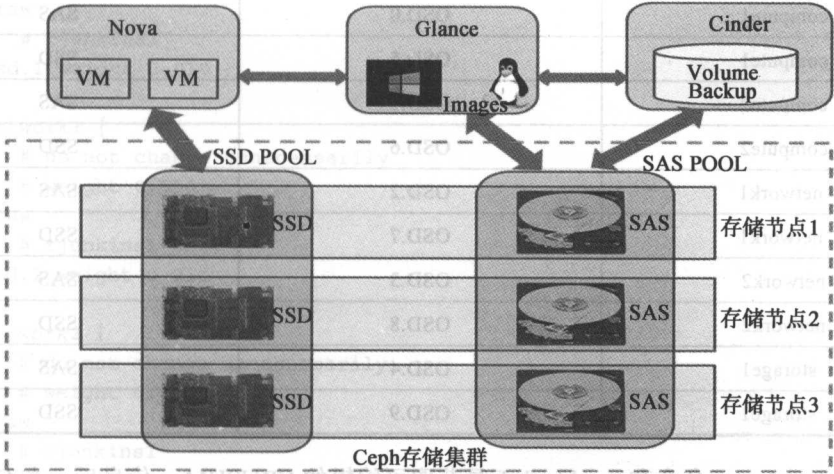 Nova
Glance
Cinder
VM
VM
Images
Volume
Backup
SSD POOL
SAS POOL
SSD
SAS
存储节点1
SSD
SAS
存储节点2
SSD
SAS
存储节点3
Ceph存储集群